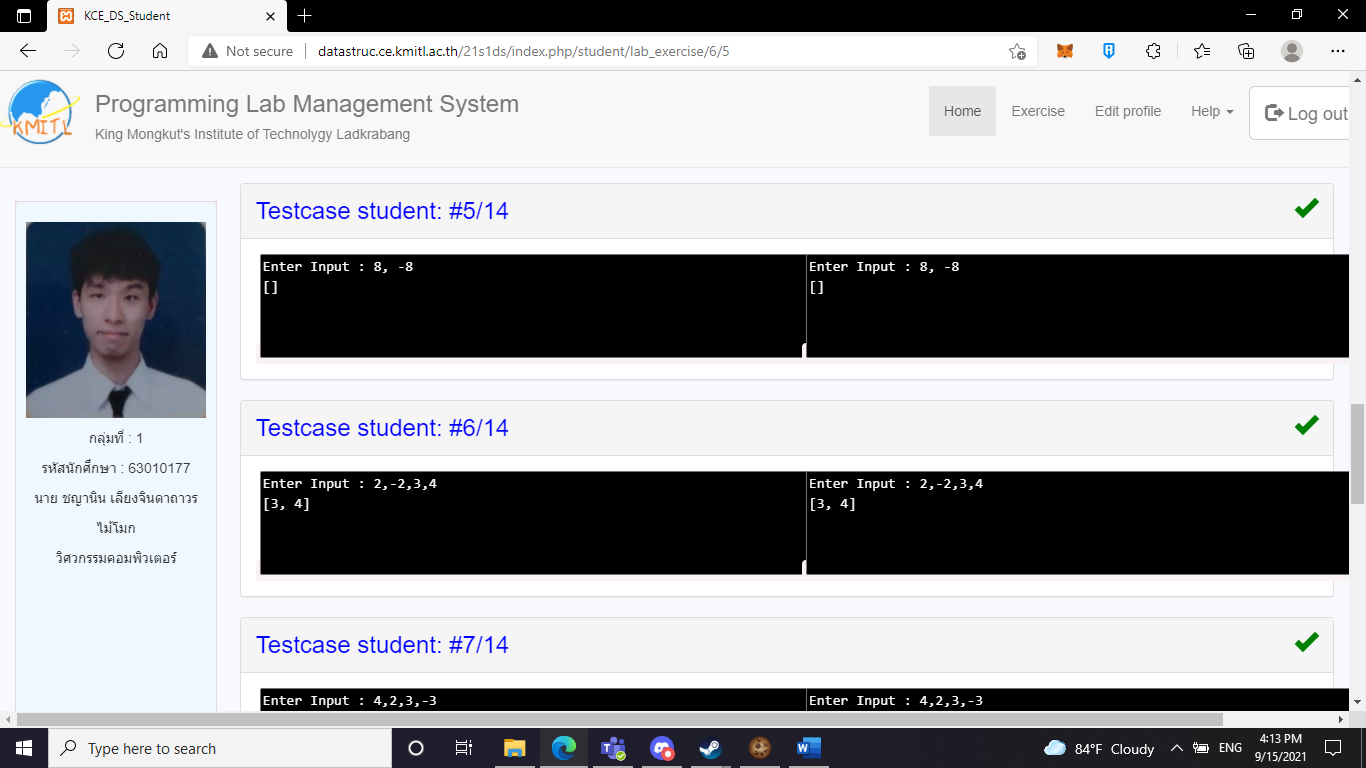 KCE_DS_Student
Not secure
datastruc.ce.kmitl.ac.th/21s1ds/index.php/student/lab_exercise/6/5
KMITL
Programming Lab Management System
King Mongkut's Institute of Technolygy Ladkrabang
Home
Exercise
Edit profile
Help
Log out
กลุ่มที่ : 1
รหัสนักศึกษา : 63010177
นาย ชญานิน เลียงจินดาถาวร
ไม้โมก
วิศวกรรมคอมพิวเตอร์
Testcase student: #5/14
Enter Input : 8, -8
[]
Enter Input : 8, -8
[]
Testcase student: #6/14
Enter Input : 2,-2,3,4
[3, 4]
Enter Input : 2,-2,3,4
[3, 4]
Testcase student: #7/14
Enter Input : 4,2,3,-3
Enter Input : 4,2,3,-3
Type here to search
84°F Cloudy
ENG
4:13 PM
9/15/2021